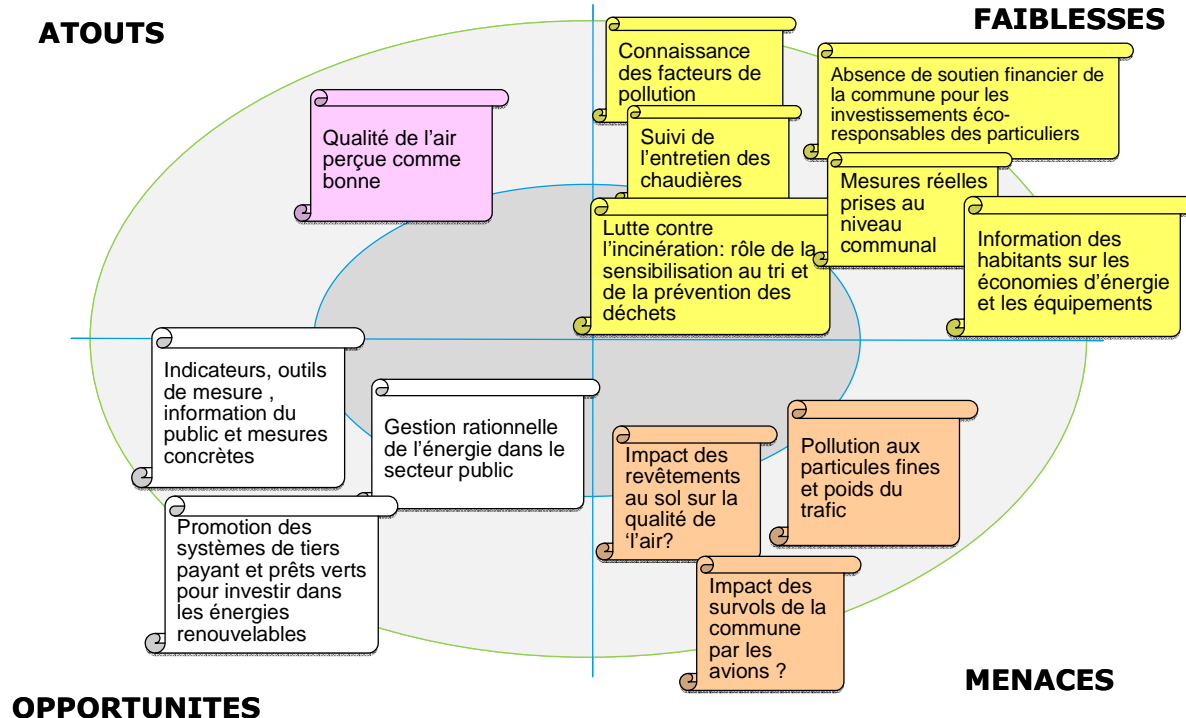 ATOUTS
FAIBLESSES
Qualité de l’air
perçue comme
bonne
Connaissance
des facteurs de
pollution
Absence de soutien financier de
la commune pour les
investissements éco-
responsables des particuliers
Suivi de
l’entretien des
chaudières
Mesures réelles
prises au
niveau
communal
Lutte contre
l’incinération: rôle de la
sensibilisation au tri et
de la prévention des
déchets
Information des
habitants sur les
économies d’énergie
et les équipements
Indicateurs, outils
de mesure ,
information du
public et mesures
concrètes
Gestion rationnelle
de l’énergie dans le
secteur public
Promotion des
systèmes de tiers
payant et prêts verts
pour investir dans
les énergies
renouvelables
Impact des
revêtements
au sol sur la
qualité de
‘l’air?
Pollution aux
particules fines
et poids du
trafic
Impact des
survols de la
commune
par les
avions ?
OPPORTUNITES
MENACES